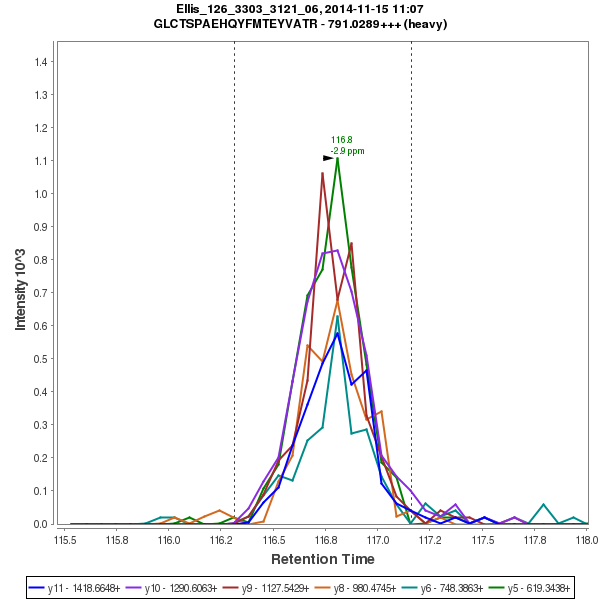 Ellis_126_3303_3121_06, 2014-11-15 11:07
GLCTSPAEHQYFMTEYVATR - 791.0289+++ (heavy)
116.8
-2.9 ppm
1.4
1.3
1.2
1.1
1.0
0.9
0.8
0.7
0.6
0.5
0.4
0.3
0.2
0.1
0.0
Intensity 10^3
115.5 115.8 116.0 116.2 116.5 116.8 117.0 117.2 117.5 117.8 118.0
Retention Time
y11 - 1418.6648+ y10 - 1290.6063+ y9 - 1127.5429+ y8 - 980.4745+ y6 - 748.3863+ y5 - 619.3438+